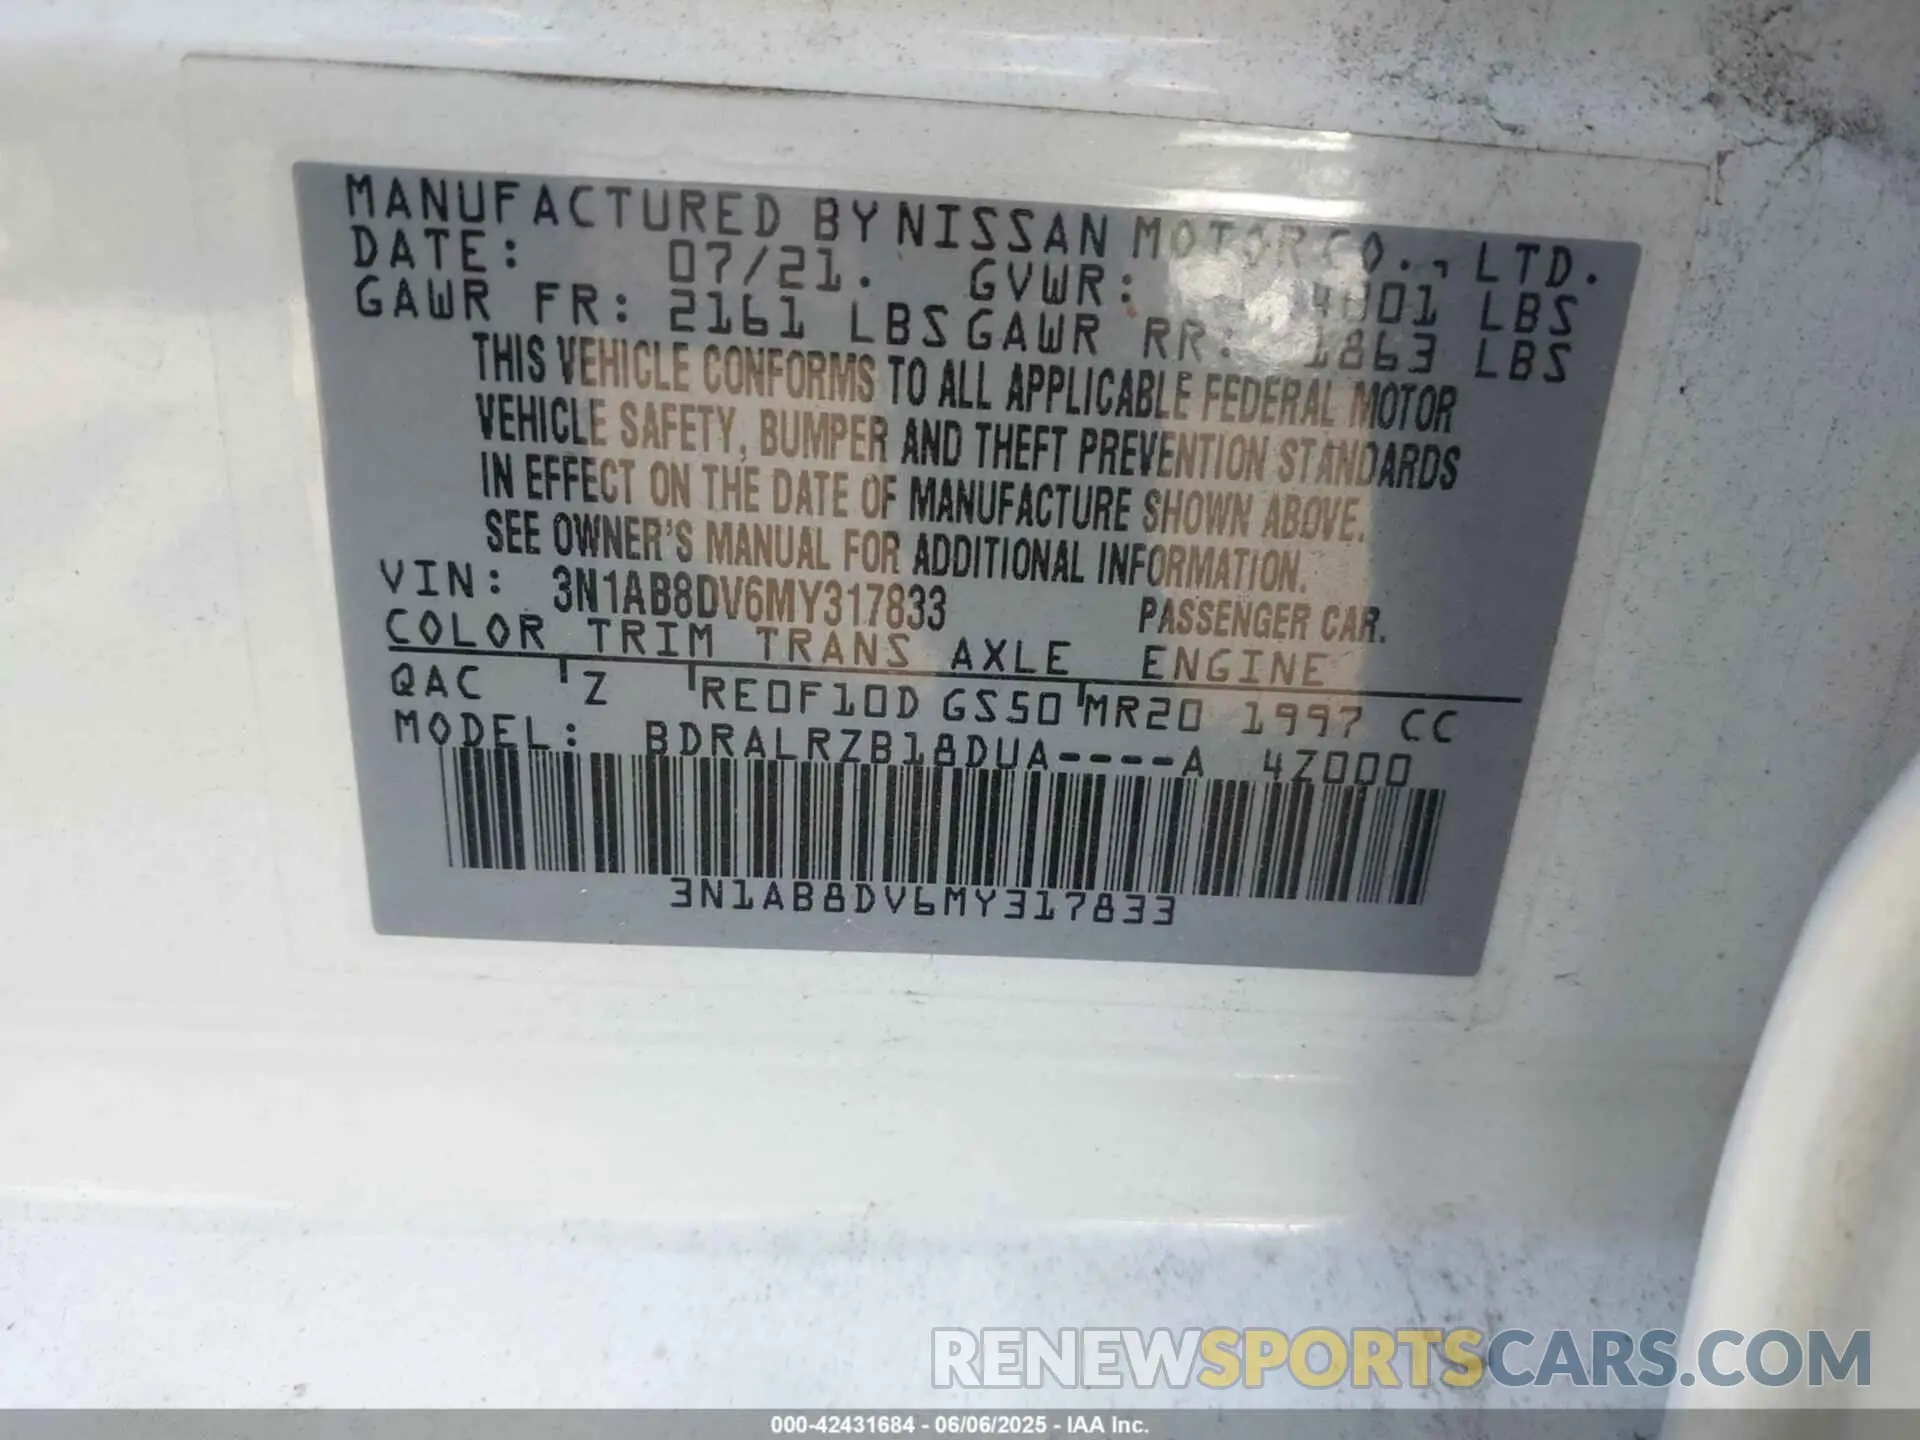 MANUFACTURED BY NISSAN MOTOR CO., LTD.
DATE: 07/21. GVWR: 4001 LBS
GAWR FR: 2161 LBS GAWR RR: 1863 LBS
THIS VEHICLE CONFORMS TO ALL APPLICABLE FEDERAL MOTOR
VEHICLE SAFETY, BUMPER AND THEFT PREVENTION STANDARDS
IN EFFECT ON THE DATE OF MANUFACTURE SHOWN ABOVE.
SEE OWNER'S MANUAL FOR ADDITIONAL INFORMATION.
VIN: 3N1AB8DV6MY317833 PASSENGER CAR.
COLOR TRIM TRANS AXLE ENGINE
QAC Z RE0F10D GS50 MR20 1997 CC
MODEL: BDRALRZB18DUA----A 4Z000
3N1AB8DV6MY317833
RENEWSPORTSCARS.COM
000-42431684 - 06/06/2025 - IAA Inc.